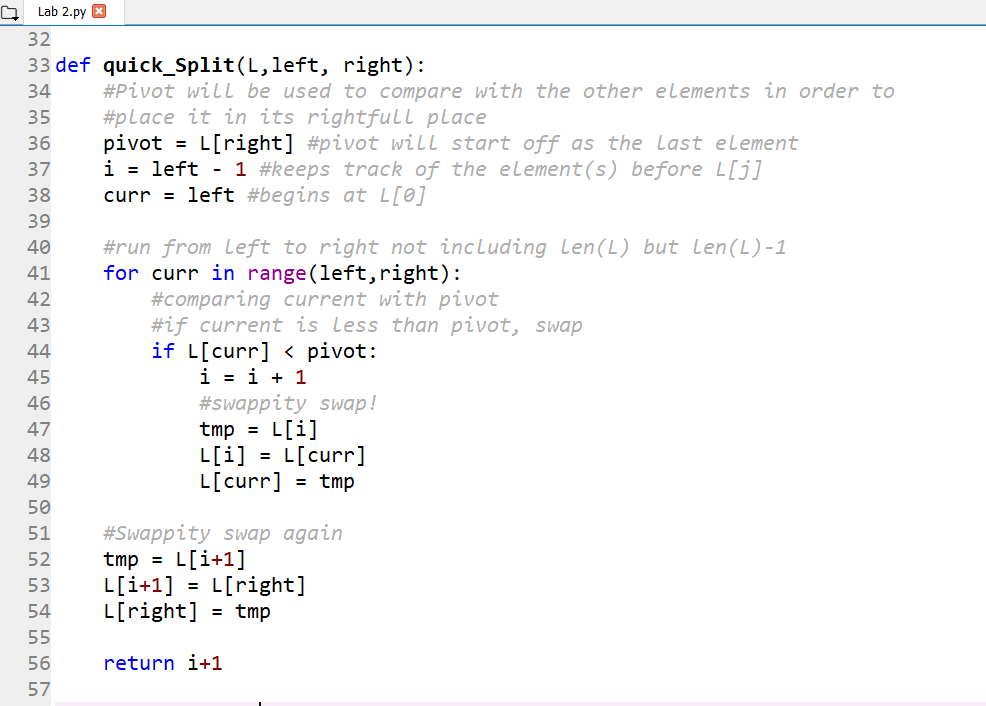 Lab 2.py
32
33 def quick_Split(L,left, right):
34 #Pivot will be used to compare with the other elements in order to
35 #place it in its rightfull place
36 pivot = L[right] #pivot will start off as the last element
37 i = left - 1 #keeps track of the element(s) before L[j]
38 curr = left #begins at L[0]
39
40 #run from left to right not including len(L) but len(L)-1
41 for curr in range(left,right):
42 #comparing current with pivot
43 #if current is less than pivot, swap
44 if L[curr] < pivot:
45 i = i + 1
46 #swappity swap!
47 tmp = L[i]
48 L[i] = L[curr]
49 L[curr] = tmp
50
51 #Swappity swap again
52 tmp = L[i+1]
53 L[i+1] = L[right]
54 L[right] = tmp
55
56 return i+1
57